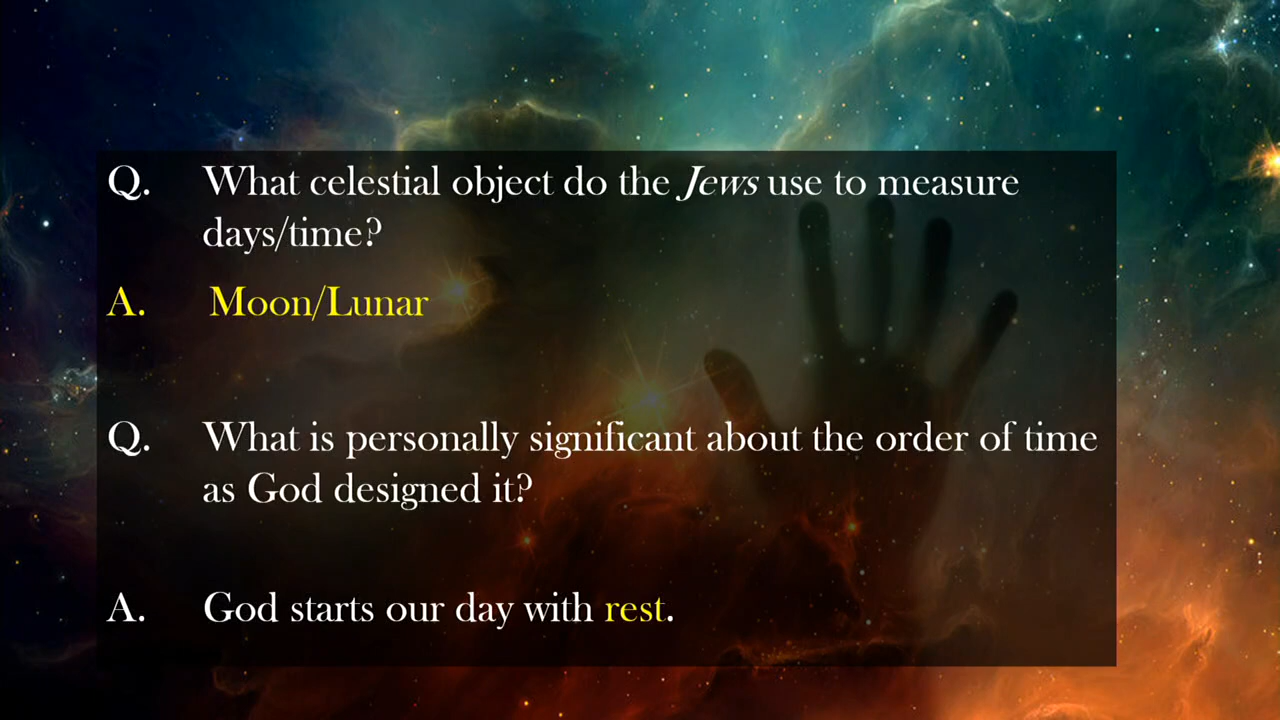 Q. What celestial object do the Jews use to measure
days/time?
A. Moon/Lunar
Q. What is personally significant about the order of time
as God designed it?
A. God starts our day with rest.